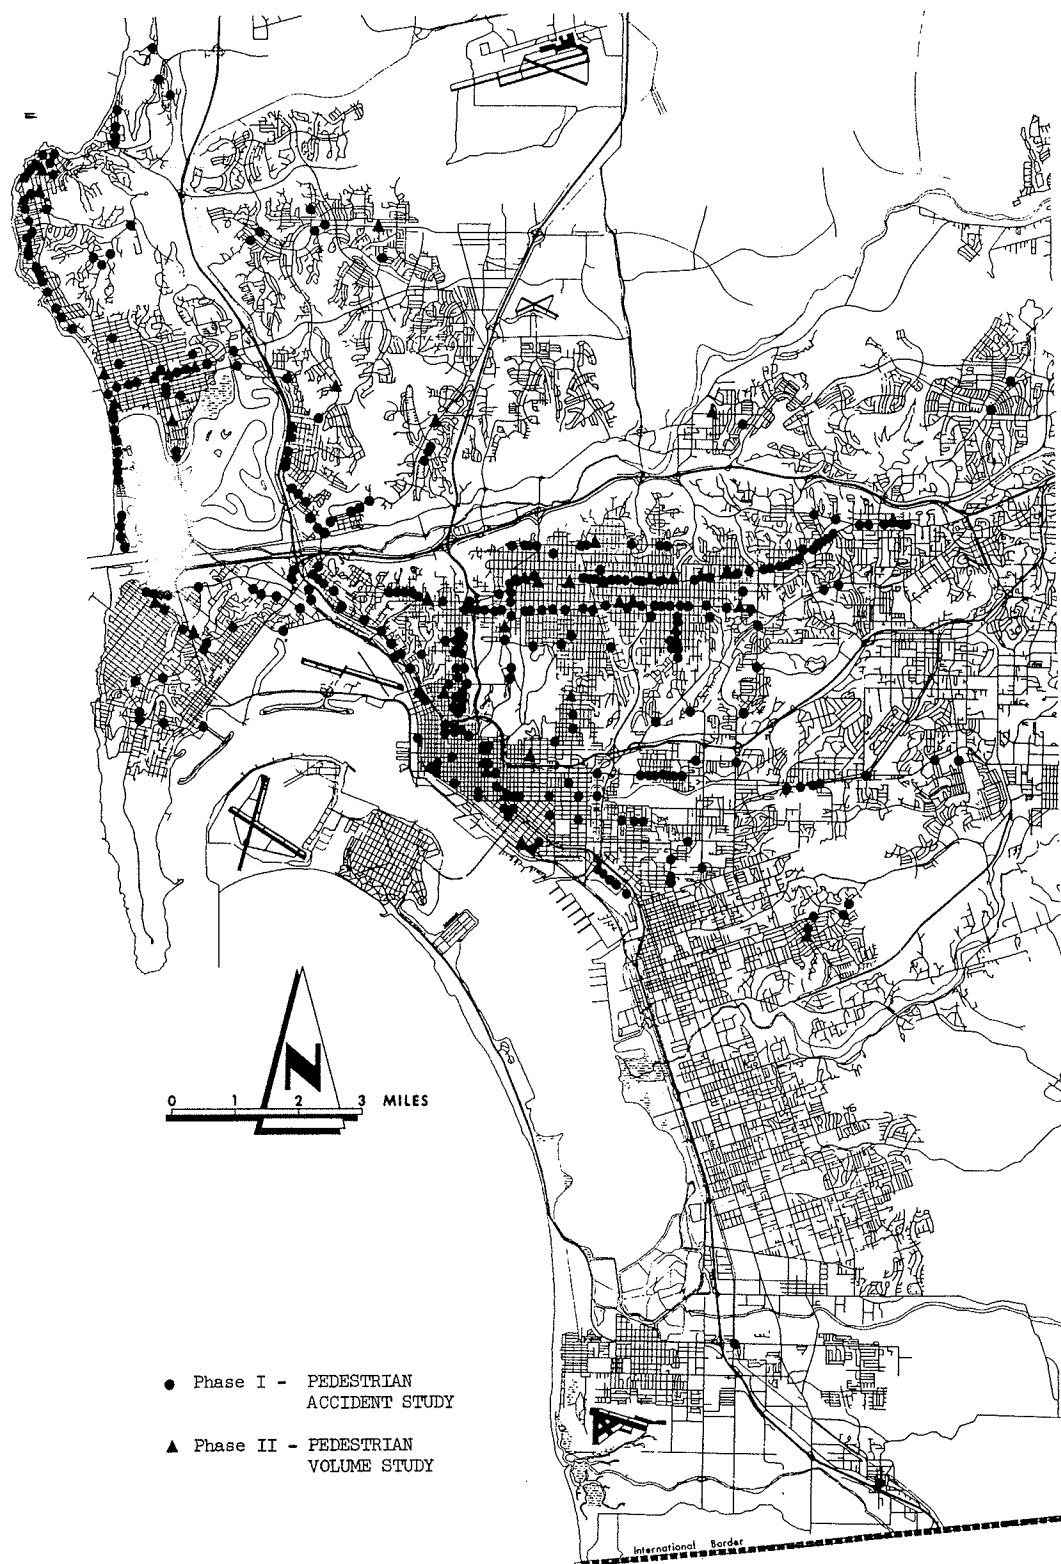 N
0 1 2 3 MILES
● Phase I - PEDESTRIAN
ACCIDENT STUDY
▲ Phase II - PEDESTRIAN
VOLUME STUDY
International Border